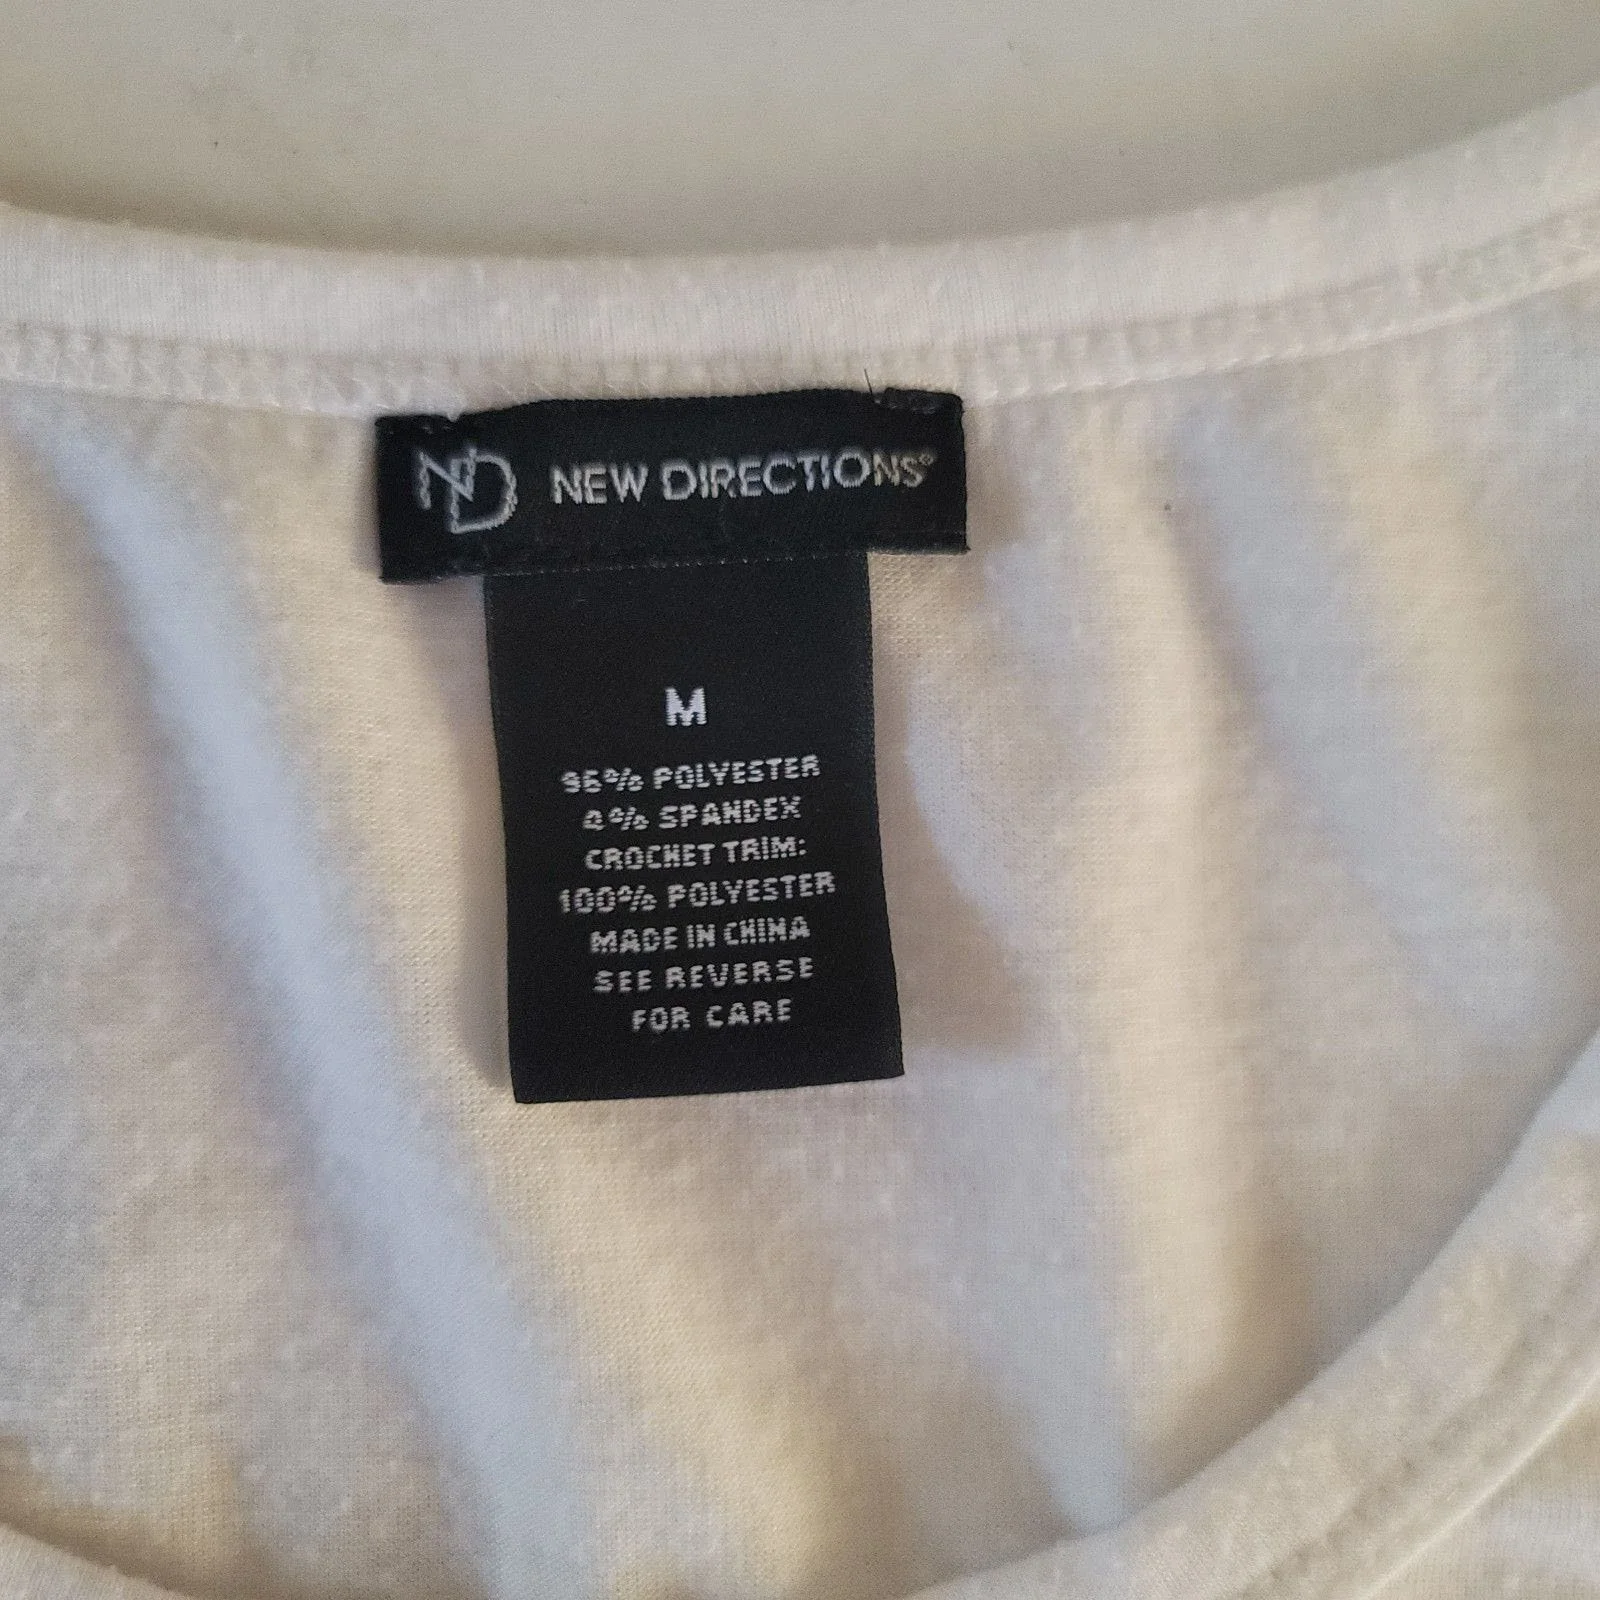 ND NEW DIRECTIONS®
M
96% POLYESTER
4% SPANDEX
CROCHET TRIM:
100% POLYESTER
MADE IN CHINA
SEE REVERSE
FOR CARE